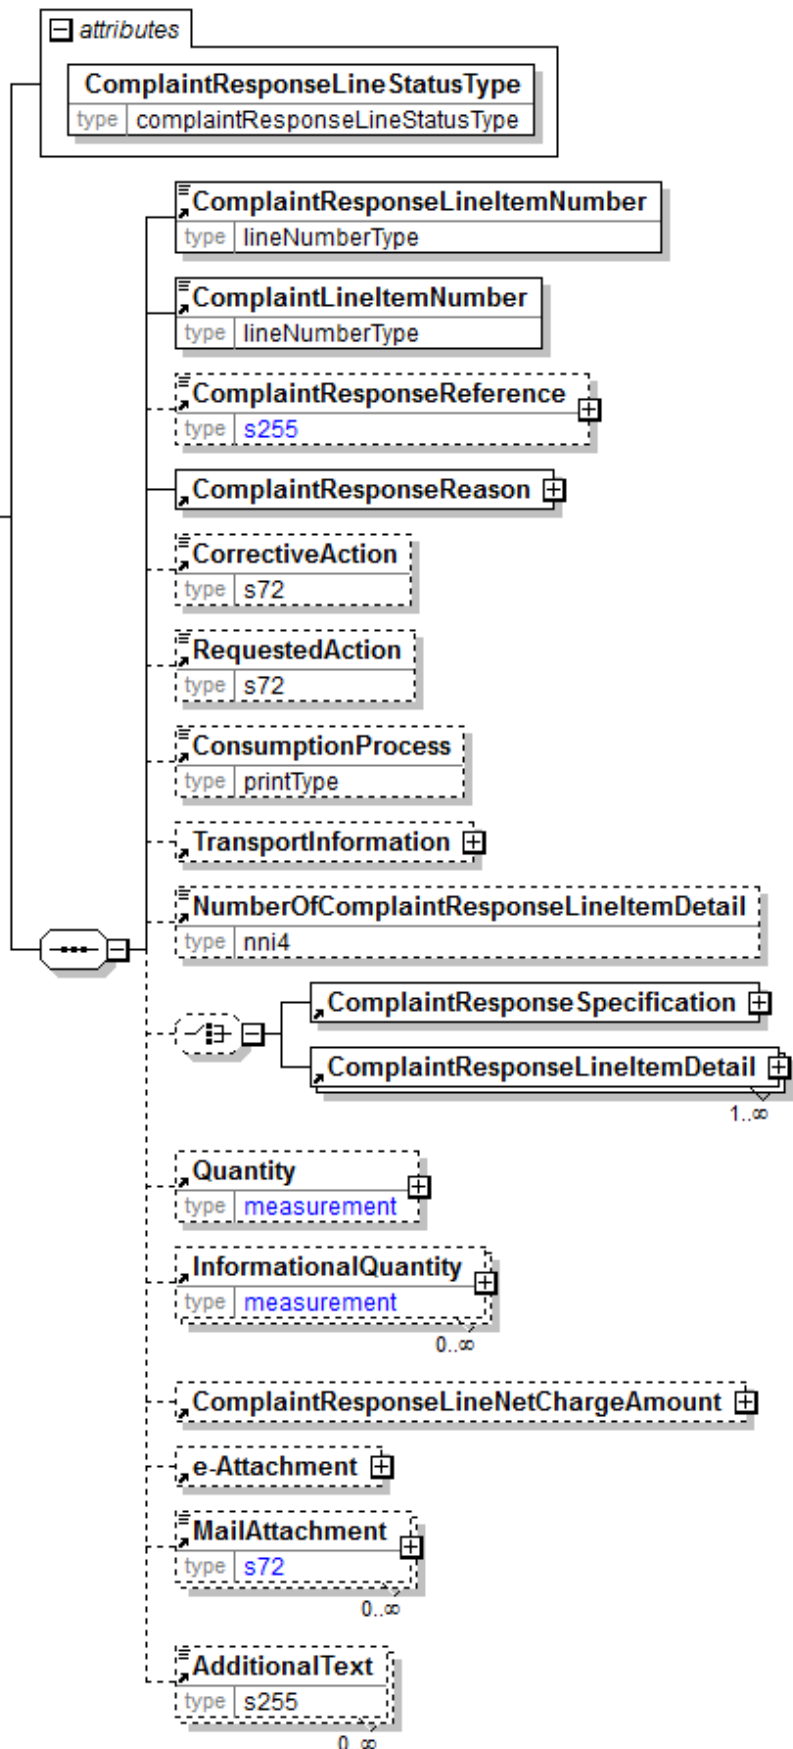 attributes
ComplaintResponseLineStatusType
type complaintResponseLineStatusType
ComplaintResponseLineItemNumber
type lineNumberType
ComplaintLineItemNumber
type lineNumberType
ComplaintResponseReference
type s255
ComplaintResponseReason
CorrectiveAction
type s72
RequestedAction
type s72
ConsumptionProcess
type printType
TransportInformation
NumberOfComplaintResponseLineItemDetail
type nni4
ComplaintResponseSpecification
ComplaintResponseLineItemDetail
1..∞
Quantity
type measurement
InformationalQuantity
type measurement
0..∞
ComplaintResponseLineNetChargeAmount
e-Attachment
MailAttachment
type s72
0..∞
AdditionalText
type s255
0..∞